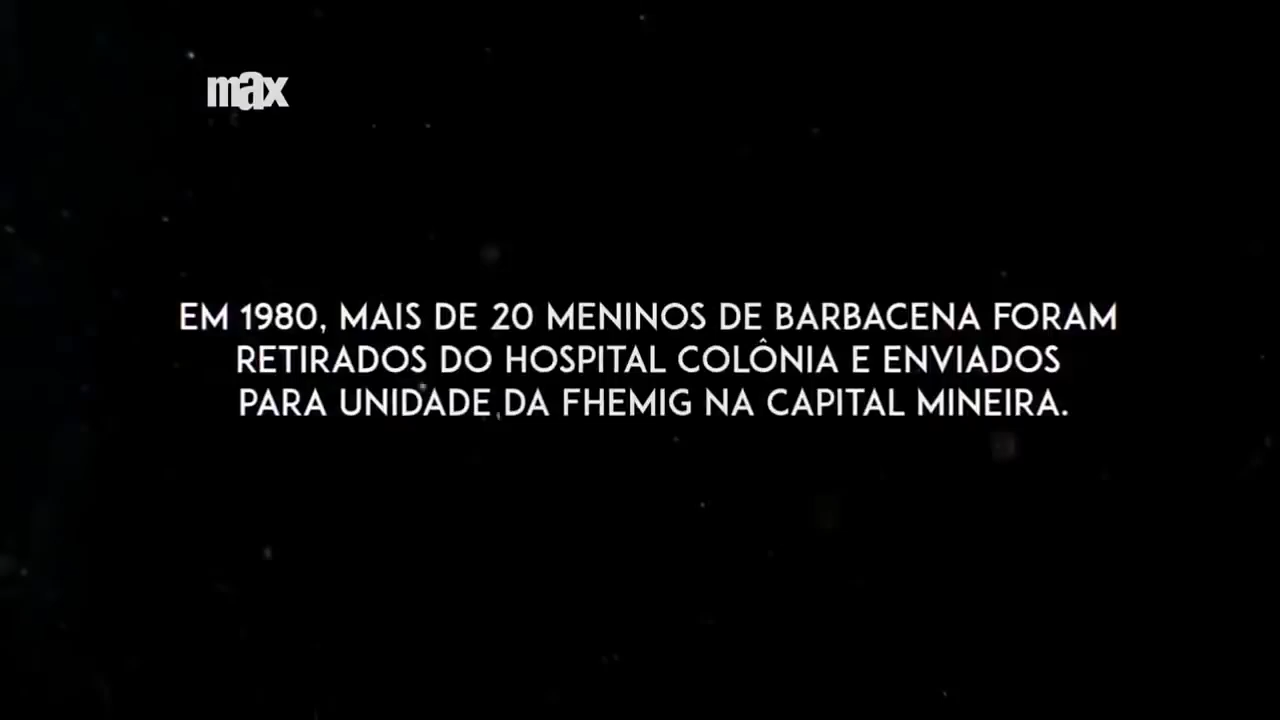 max
EM 1980, MAIS DE 20 MENINOS DE BARBACENA FORAM
RETIRADOS DO HOSPITAL COLÔNIA E ENVIADOS
PARA UNIDADE DA FHEMIG NA CAPITAL MINEIRA.